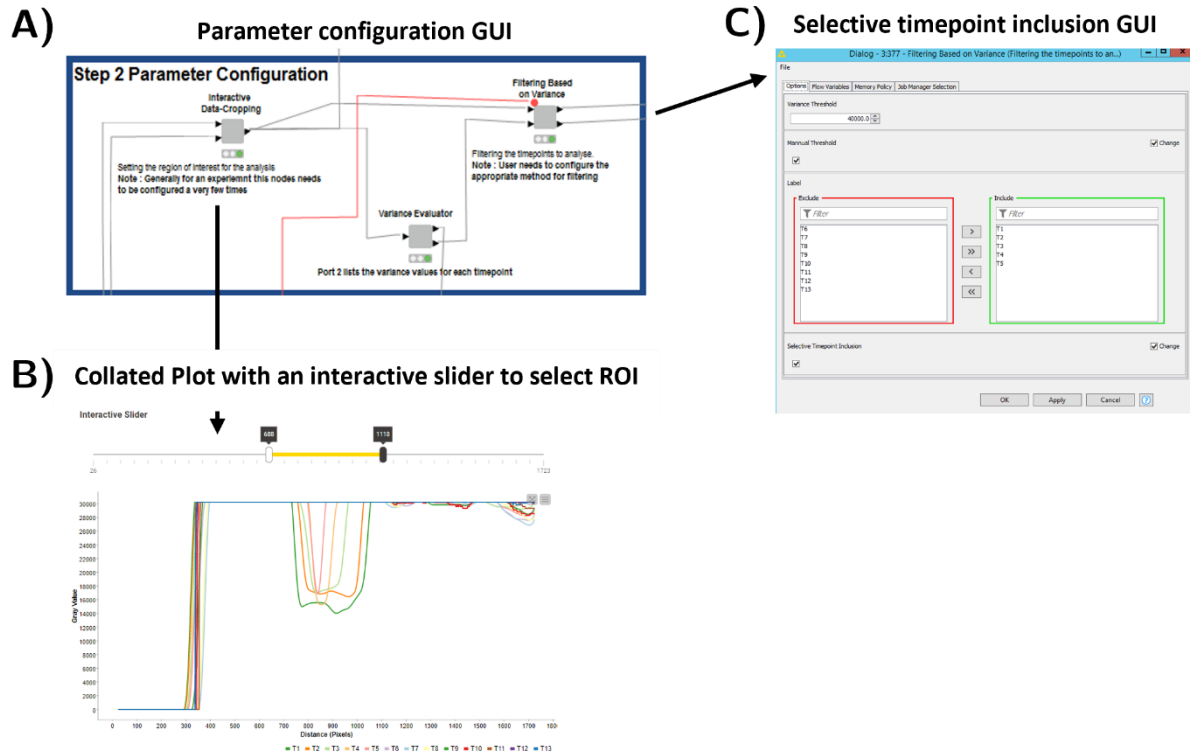 A)
Parameter configuration GUI
Step 2 Parameter Configuration
Interactive
Data-Cropping
Setting the region of interest for the analysis
Note : Generally for an experiemnt this nodes needs
to be configured a very few times
Filtering Based
on Variance
Filtering the timepoints to analyse.
Note : User needs to configure the
appropriate method for filtering
Variance Evaluator
Port 2 lists the variance values for each timepoint
B)
Collated Plot with an interactive slider to select ROI
Interactive Slider
688
1118
26
1723
30000
28000
26000
24000
22000
20000
18000
16000
14000
12000
10000
8000
6000
4000
2000
0
Gray Value
0 100 200 300 400 500 600 700 800 900 1000 1100 1200 1300 1400 1500 1600 1700 180
Distance (Pixels)
T1 T2 T3 T4 T5 T6 T7 T8 T9 T10 T11 T12 T13
C)
Selective timepoint inclusion GUI
Dialog - 3:377 - Filtering Based on Variance (Filtering the timepoints to an...)
File
Options Flow Variables Memory Policy Job Manager Selection
Variance Threshold
40000.0
Mannual Threshold
Change
Label
Exclude
Filter
T6
T7
T8
T9
T10
T11
T12
T13
>
>>
<
<<
Include
Filter
T1
T2
T3
T4
T5
Selective Timepoint Inclusion
Change
OK Apply Cancel ?